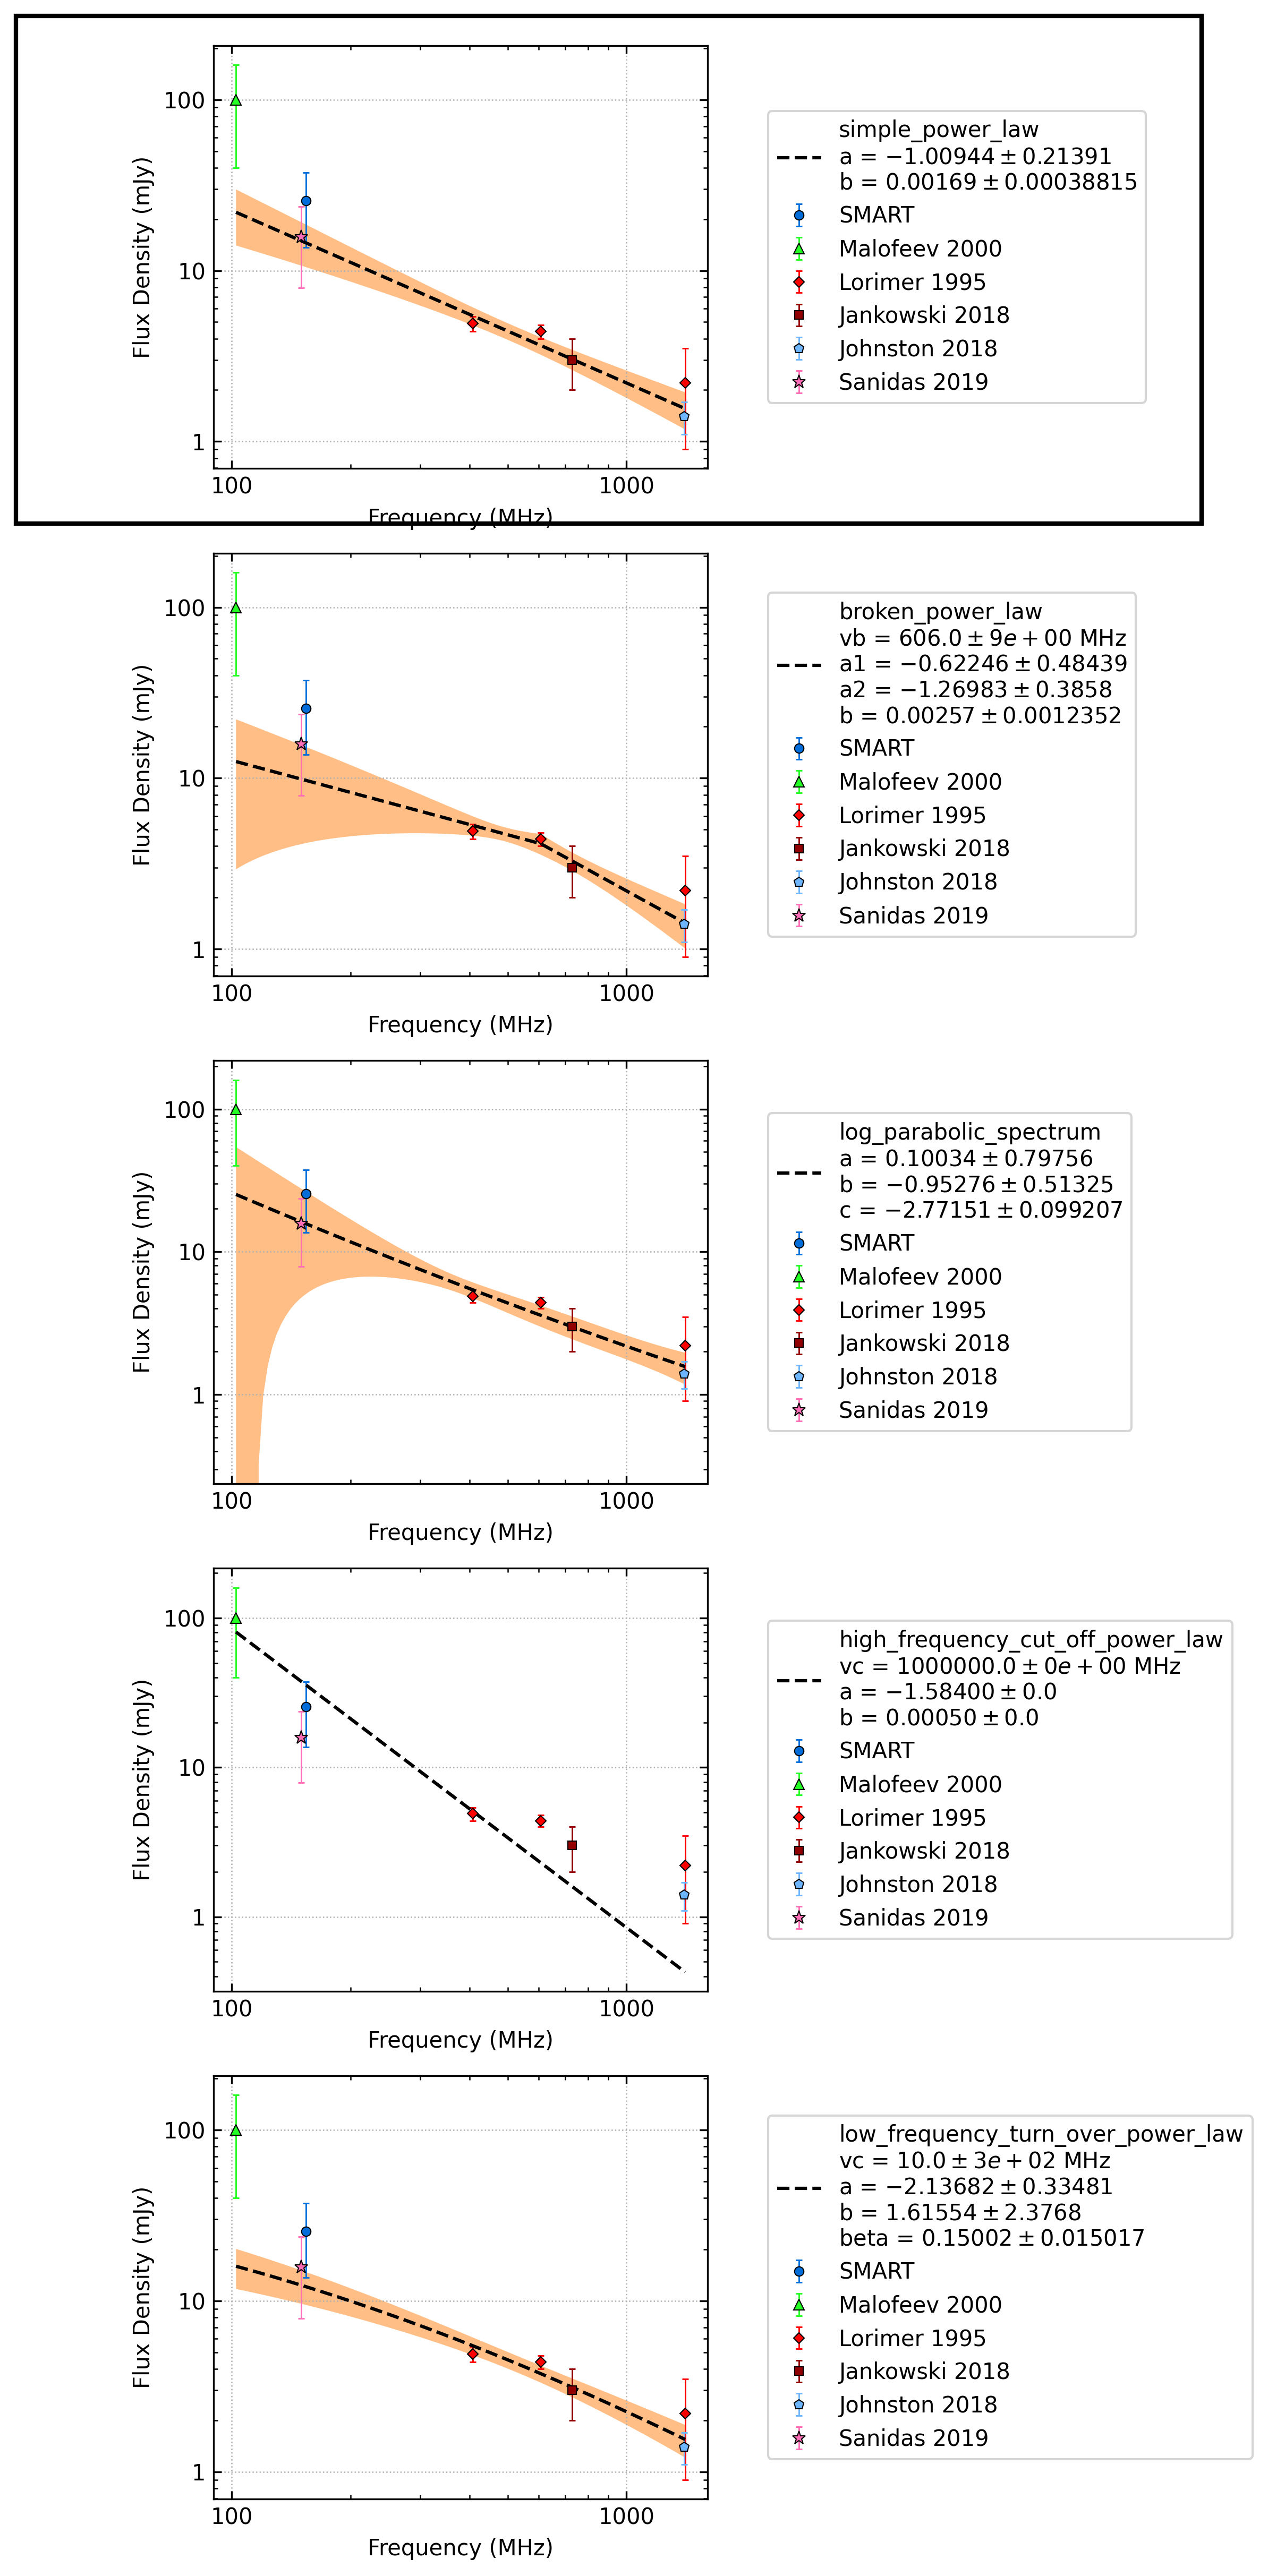 100
10
1
Flux Density (mJy)
100
1000
Frequency (MHz)
simple_power_law
a = −1.00944 ± 0.21391
b = 0.00169 ± 0.00038815
SMART
Malofeev 2000
Lorimer 1995
Jankowski 2018
Johnston 2018
Sanidas 2019
100
10
1
Flux Density (mJy)
100
1000
Frequency (MHz)
broken_power_law
vb = 606.0 ± 9e + 00 MHz
a1 = −0.62246 ± 0.48439
a2 = −1.26983 ± 0.3858
b = 0.00257 ± 0.0012352
SMART
Malofeev 2000
Lorimer 1995
Jankowski 2018
Johnston 2018
Sanidas 2019
100
10
1
Flux Density (mJy)
100
1000
Frequency (MHz)
log_parabolic_spectrum
a = 0.10034 ± 0.79756
b = −0.95276 ± 0.51325
c = −2.77151 ± 0.099207
SMART
Malofeev 2000
Lorimer 1995
Jankowski 2018
Johnston 2018
Sanidas 2019
100
10
1
Flux Density (mJy)
100
1000
Frequency (MHz)
high_frequency_cut_off_power_law
vc = 1000000.0 ± 0e + 00 MHz
a = −1.58400 ± 0.0
b = 0.00050 ± 0.0
SMART
Malofeev 2000
Lorimer 1995
Jankowski 2018
Johnston 2018
Sanidas 2019
100
10
1
Flux Density (mJy)
100
1000
Frequency (MHz)
low_frequency_turn_over_power_law
vc = 10.0 ± 3e + 02 MHz
a = −2.13682 ± 0.33481
b = 1.61554 ± 2.3768
beta = 0.15002 ± 0.015017
SMART
Malofeev 2000
Lorimer 1995
Jankowski 2018
Johnston 2018
Sanidas 2019